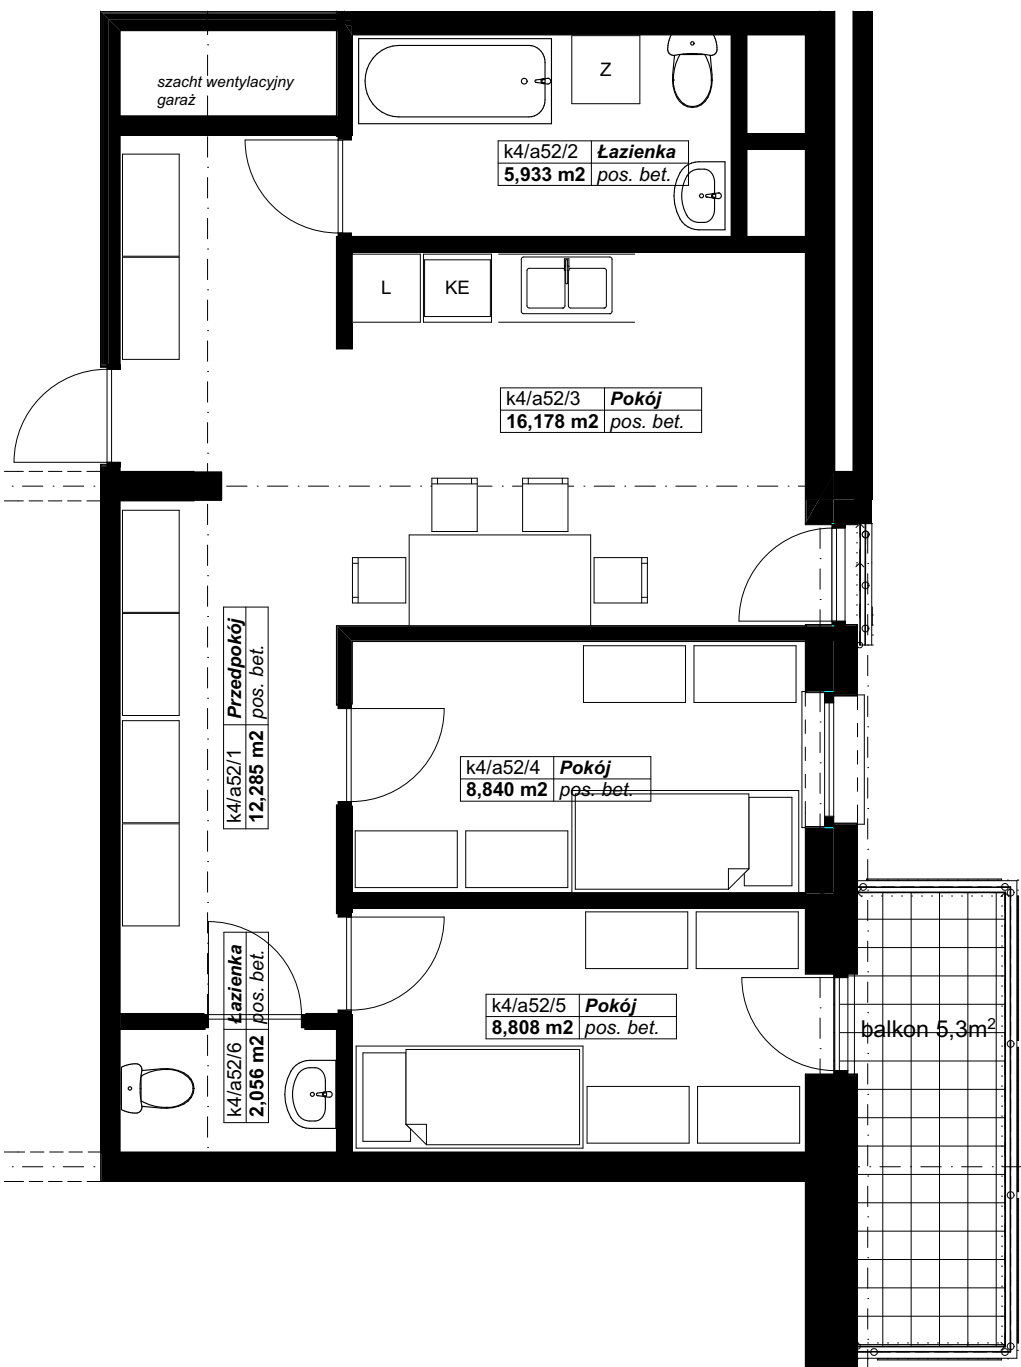 szacht wentylacyjny
garaż
Z
k4/a52/2 Łazienka
5,933 m2 pos. bet.
L
KE
k4/a52/3 Pokój
16,178 m2 pos. bet.
k4/a52/1 Przedpokój
12,285 m2 pos. bet.
k4/a52/4 Pokój
8,840 m2 pos. bet.
k4/a52/6 Łazienka
2,056 m2 pos. bet.
k4/a52/5 Pokój
8,808 m2 pos. bet.
balkon 5,3m²